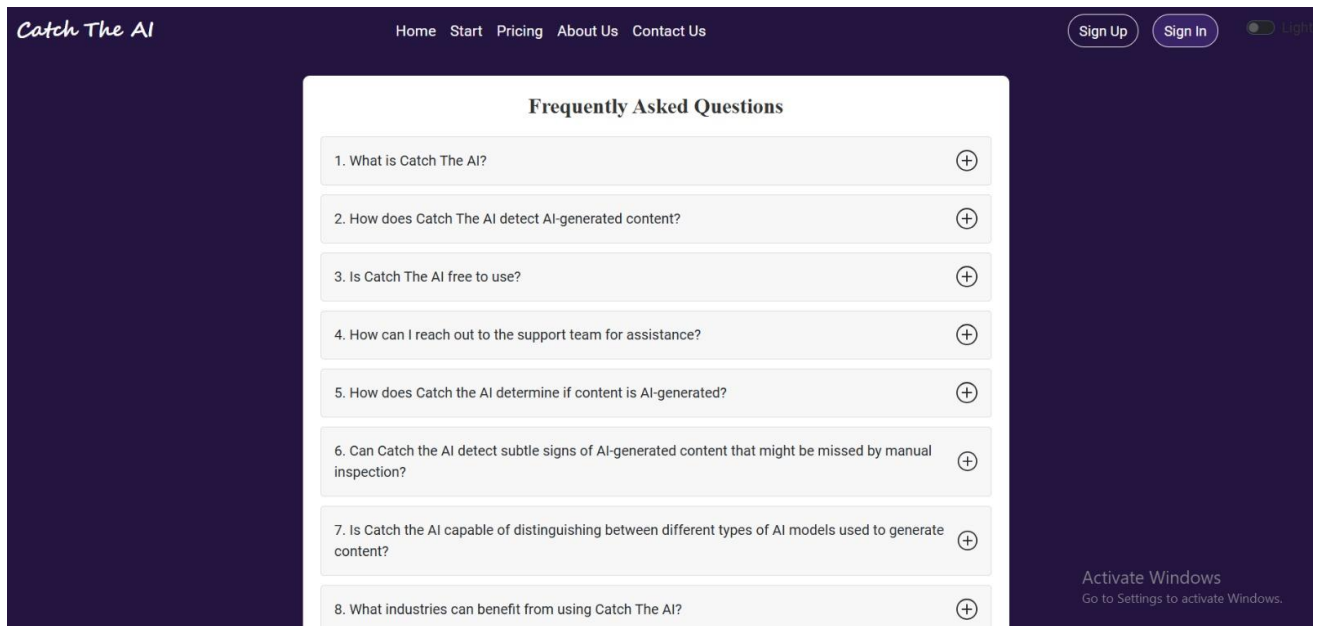 Catch The AI
Home Start Pricing About Us Contact Us
Sign Up
Sign In
Light
Frequently Asked Questions
1. What is Catch The AI?
2. How does Catch The AI detect AI-generated content?
3. Is Catch The AI free to use?
4. How can I reach out to the support team for assistance?
5. How does Catch the AI determine if content is AI-generated?
6. Can Catch the AI detect subtle signs of AI-generated content that might be missed by manual
inspection?
7. Is Catch the AI capable of distinguishing between different types of AI models used to generate
content?
8. What industries can benefit from using Catch The AI?
Activate Windows
Go to Settings to activate Windows.